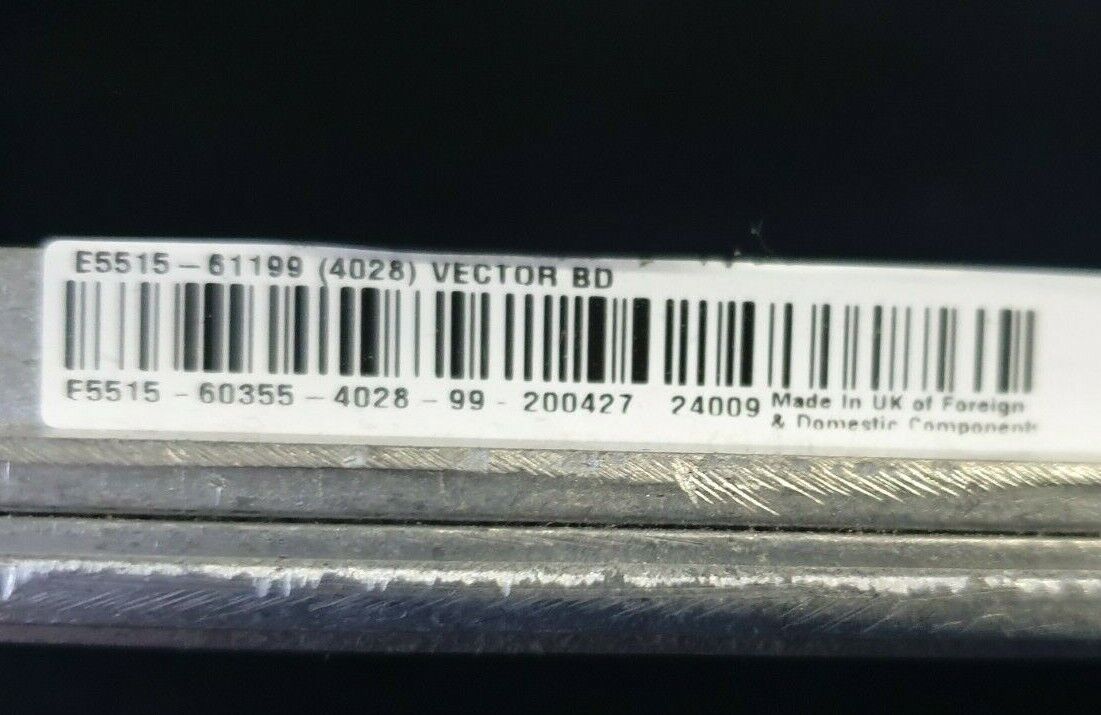 E5515-61199 (4028) VECTOR BD
E5515 - 60355 - 4028 - 99 - 200427 24009
Made In UK of Foreign
& Domestic Components